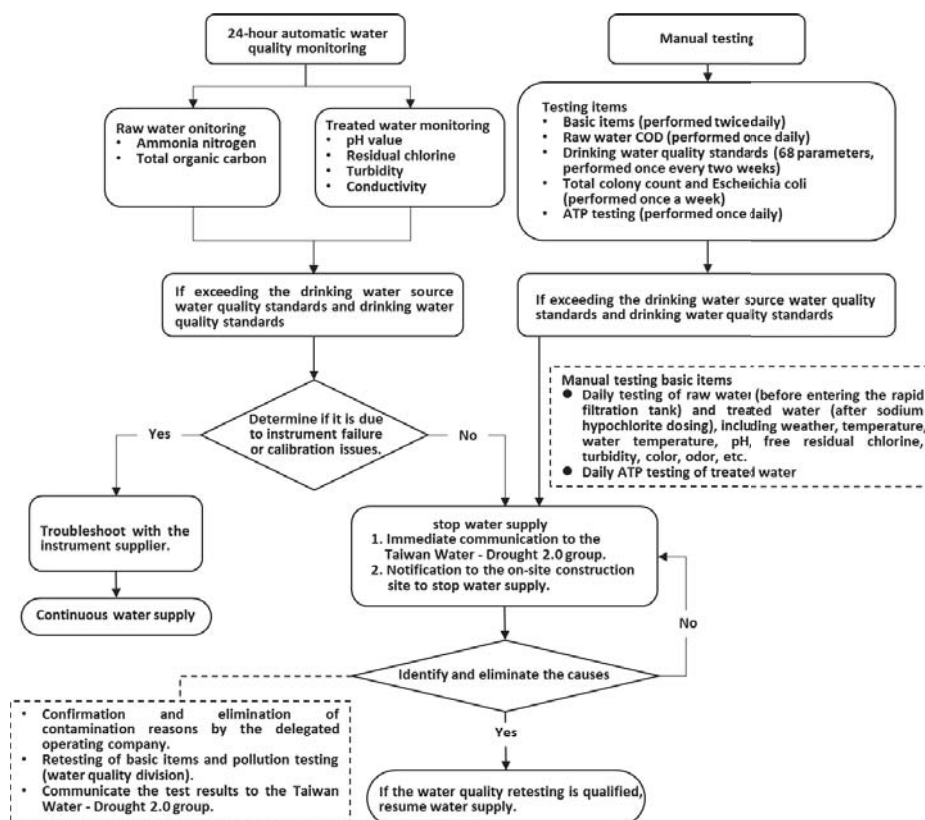 24-hour automatic water
quality monitoring
Manual testing
Raw water onitoring
• Ammonia nitrogen
• Total organic carbon
Treated water monitoring
• pH value
• Residual chlorine
• Turbidity
• Conductivity
Testing items
• Basic items (performed twicedaily)
• Raw water COD (performed once daily)
• Drinking water quality standards (68 parameters,
performed once every two weeks)
• Total colony count and Escheilchia coli
(performed once a week)
• ATP testing (performed once daily)
If exceeding the drinking water source
water quality standards and drinking water
quality standards
If exceeding the drinking water source water quality
standards and drinking water quality standards
Manual testing basic items
● Daily testing of raw water (before entering the rapid
filtration tank) and treated water (after sodium
hypochlorite dosing), including weather, temperature,
water temperature, pH, free residual chlorine,
turbidity, color, odor, etc.
● Daily ATP testing of treated water
Determine if it is due
to instrument failure
or calibration issues.
Yes
No
Troubleshoot with the
instrument supplier.
Continuous water supply
stop water supply
1. Immediate communication to the
Taiwan Water - Drought 2.0 group.
2. Notification to the on-site construction
site to stop water supply.
No
Identify and eliminate the causes
Yes
• Confirmation and elimination of
contamination reasons by the delegated
operating company.
• Retesting of basic items and pollution testing
(water quality division).
• Communicate the test results to the Taiwan
Water - Drought 2.0 group.
If the water quality retesting is qualified,
resume water supply.